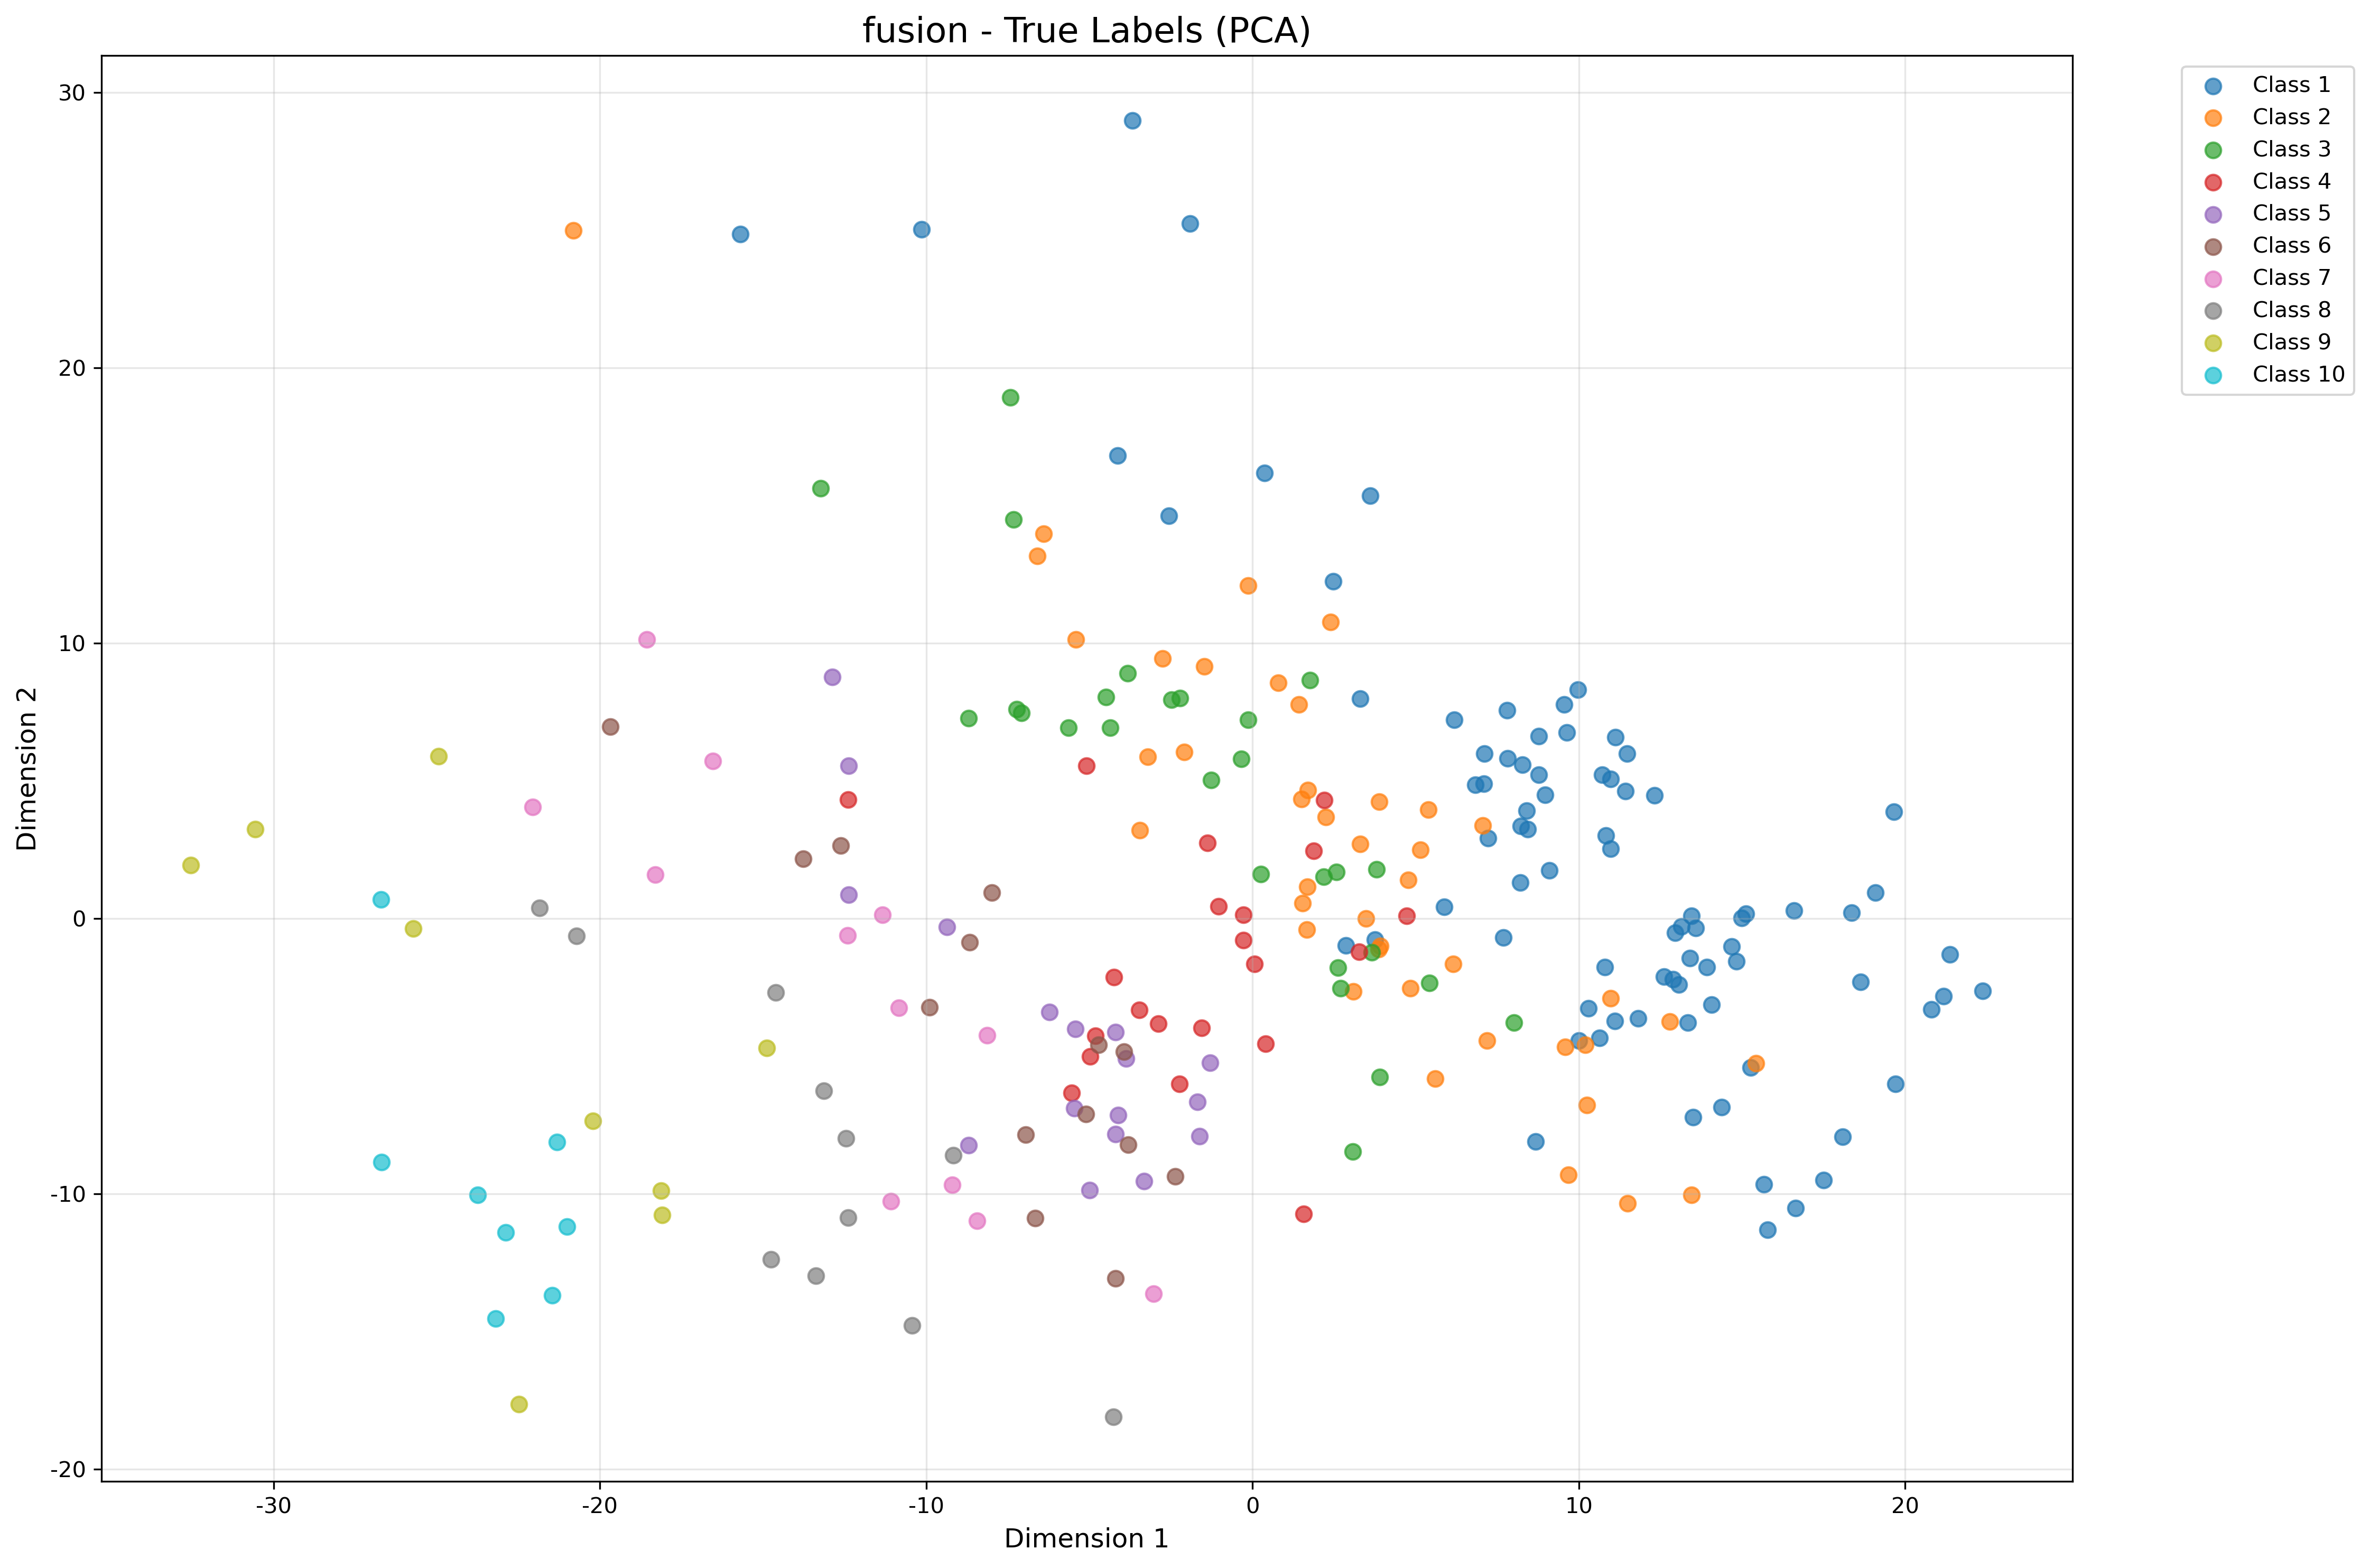 fusion - True Labels (PCA)
30
20
10
0
-10
-20
Dimension 2
-30
-20
-10
0
10
20
Dimension 1
Class 1
Class 2
Class 3
Class 4
Class 5
Class 6
Class 7
Class 8
Class 9
Class 10